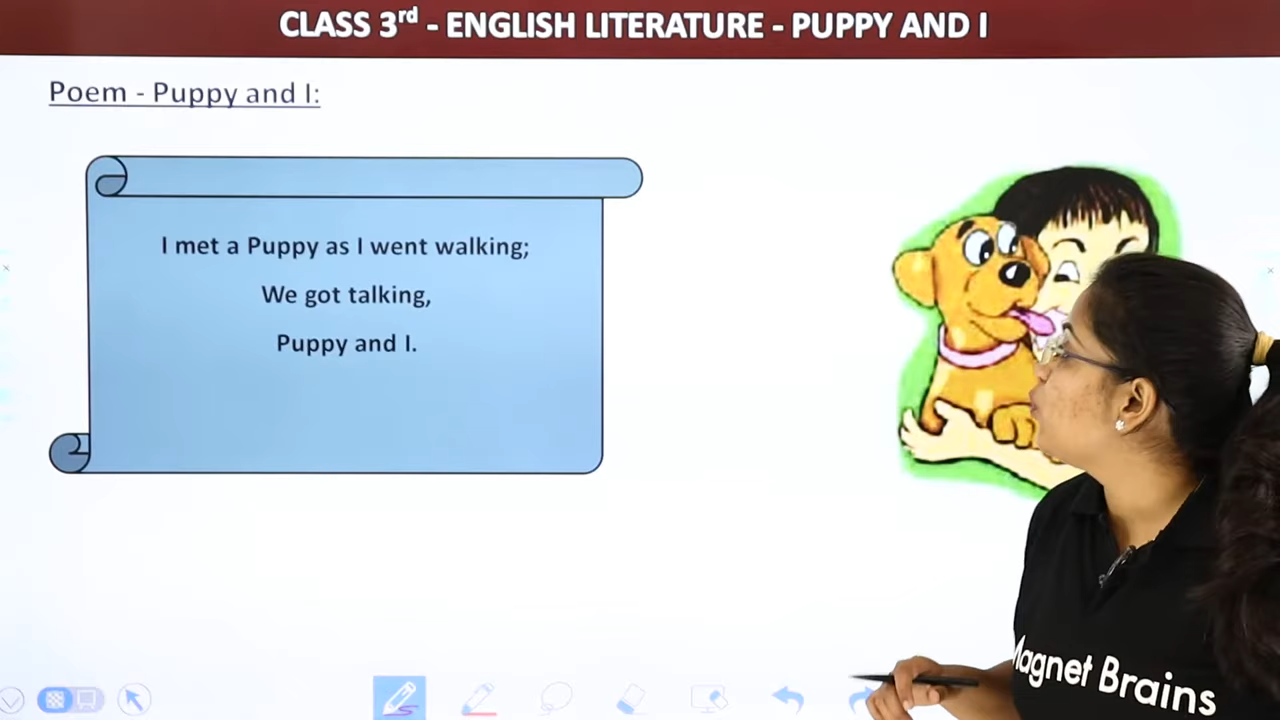 CLASS 3rd - ENGLISH LITERATURE - PUPPY AND I
Poem - Puppy and I:
I met a Puppy as I went walking;
We got talking,
Puppy and I.
Magnet Brains